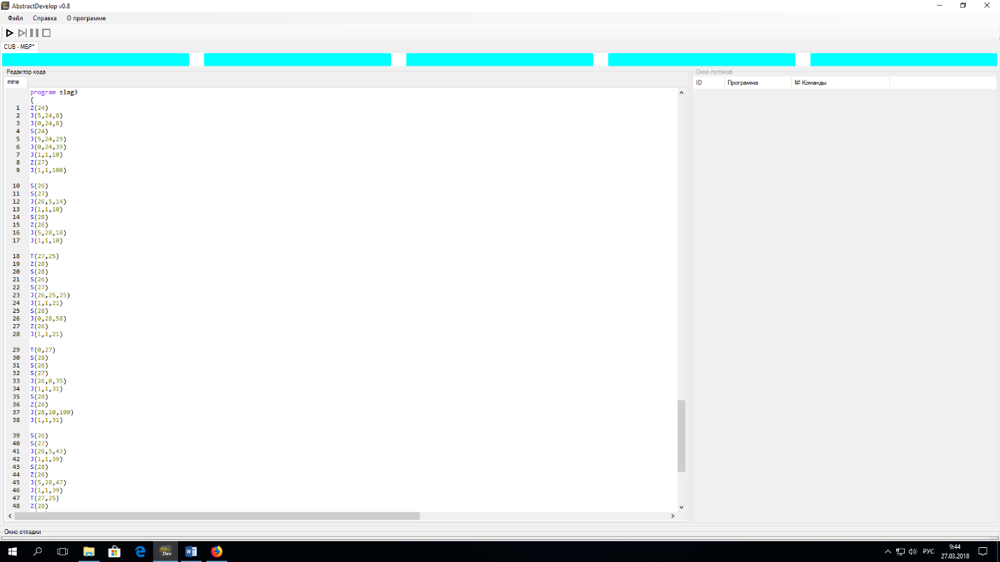 AbstractDevelop v0.8
Файл Справка О программе
CUB - МБР*
Редактор кода
Окно потоков
mine
ID Программа № Команды
program slag3
{
1 Z(24)
2 J(5,24,8)
3 J(0,24,8)
4 S(24)
5 J(5,24,29)
6 J(0,24,39)
7 J(1,1,10)
8 Z(27)
9 J(1,1,100)
10 S(26)
11 S(27)
12 J(26,5,14)
13 J(1,1,10)
14 S(28)
15 Z(26)
16 J(5,28,18)
17 J(1,1,10)
18 T(27,25)
19 Z(28)
20 S(28)
21 S(26)
22 S(27)
23 J(26,25,25)
24 J(1,1,21)
25 S(28)
26 J(0,28,58)
27 Z(26)
28 J(1,1,21)
29 T(0,27)
30 S(28)
31 S(26)
32 S(27)
33 J(26,0,35)
34 J(1,1,31)
35 S(28)
36 Z(26)
37 J(28,10,100)
38 J(1,1,31)
39 S(26)
40 S(27)
41 J(26,5,43)
42 J(1,1,39)
43 S(28)
44 Z(26)
45 J(5,28,47)
46 J(1,1,39)
47 T(27,25)
48 Z(28)
Окно отладки
РУС
9:44
27.03.2018